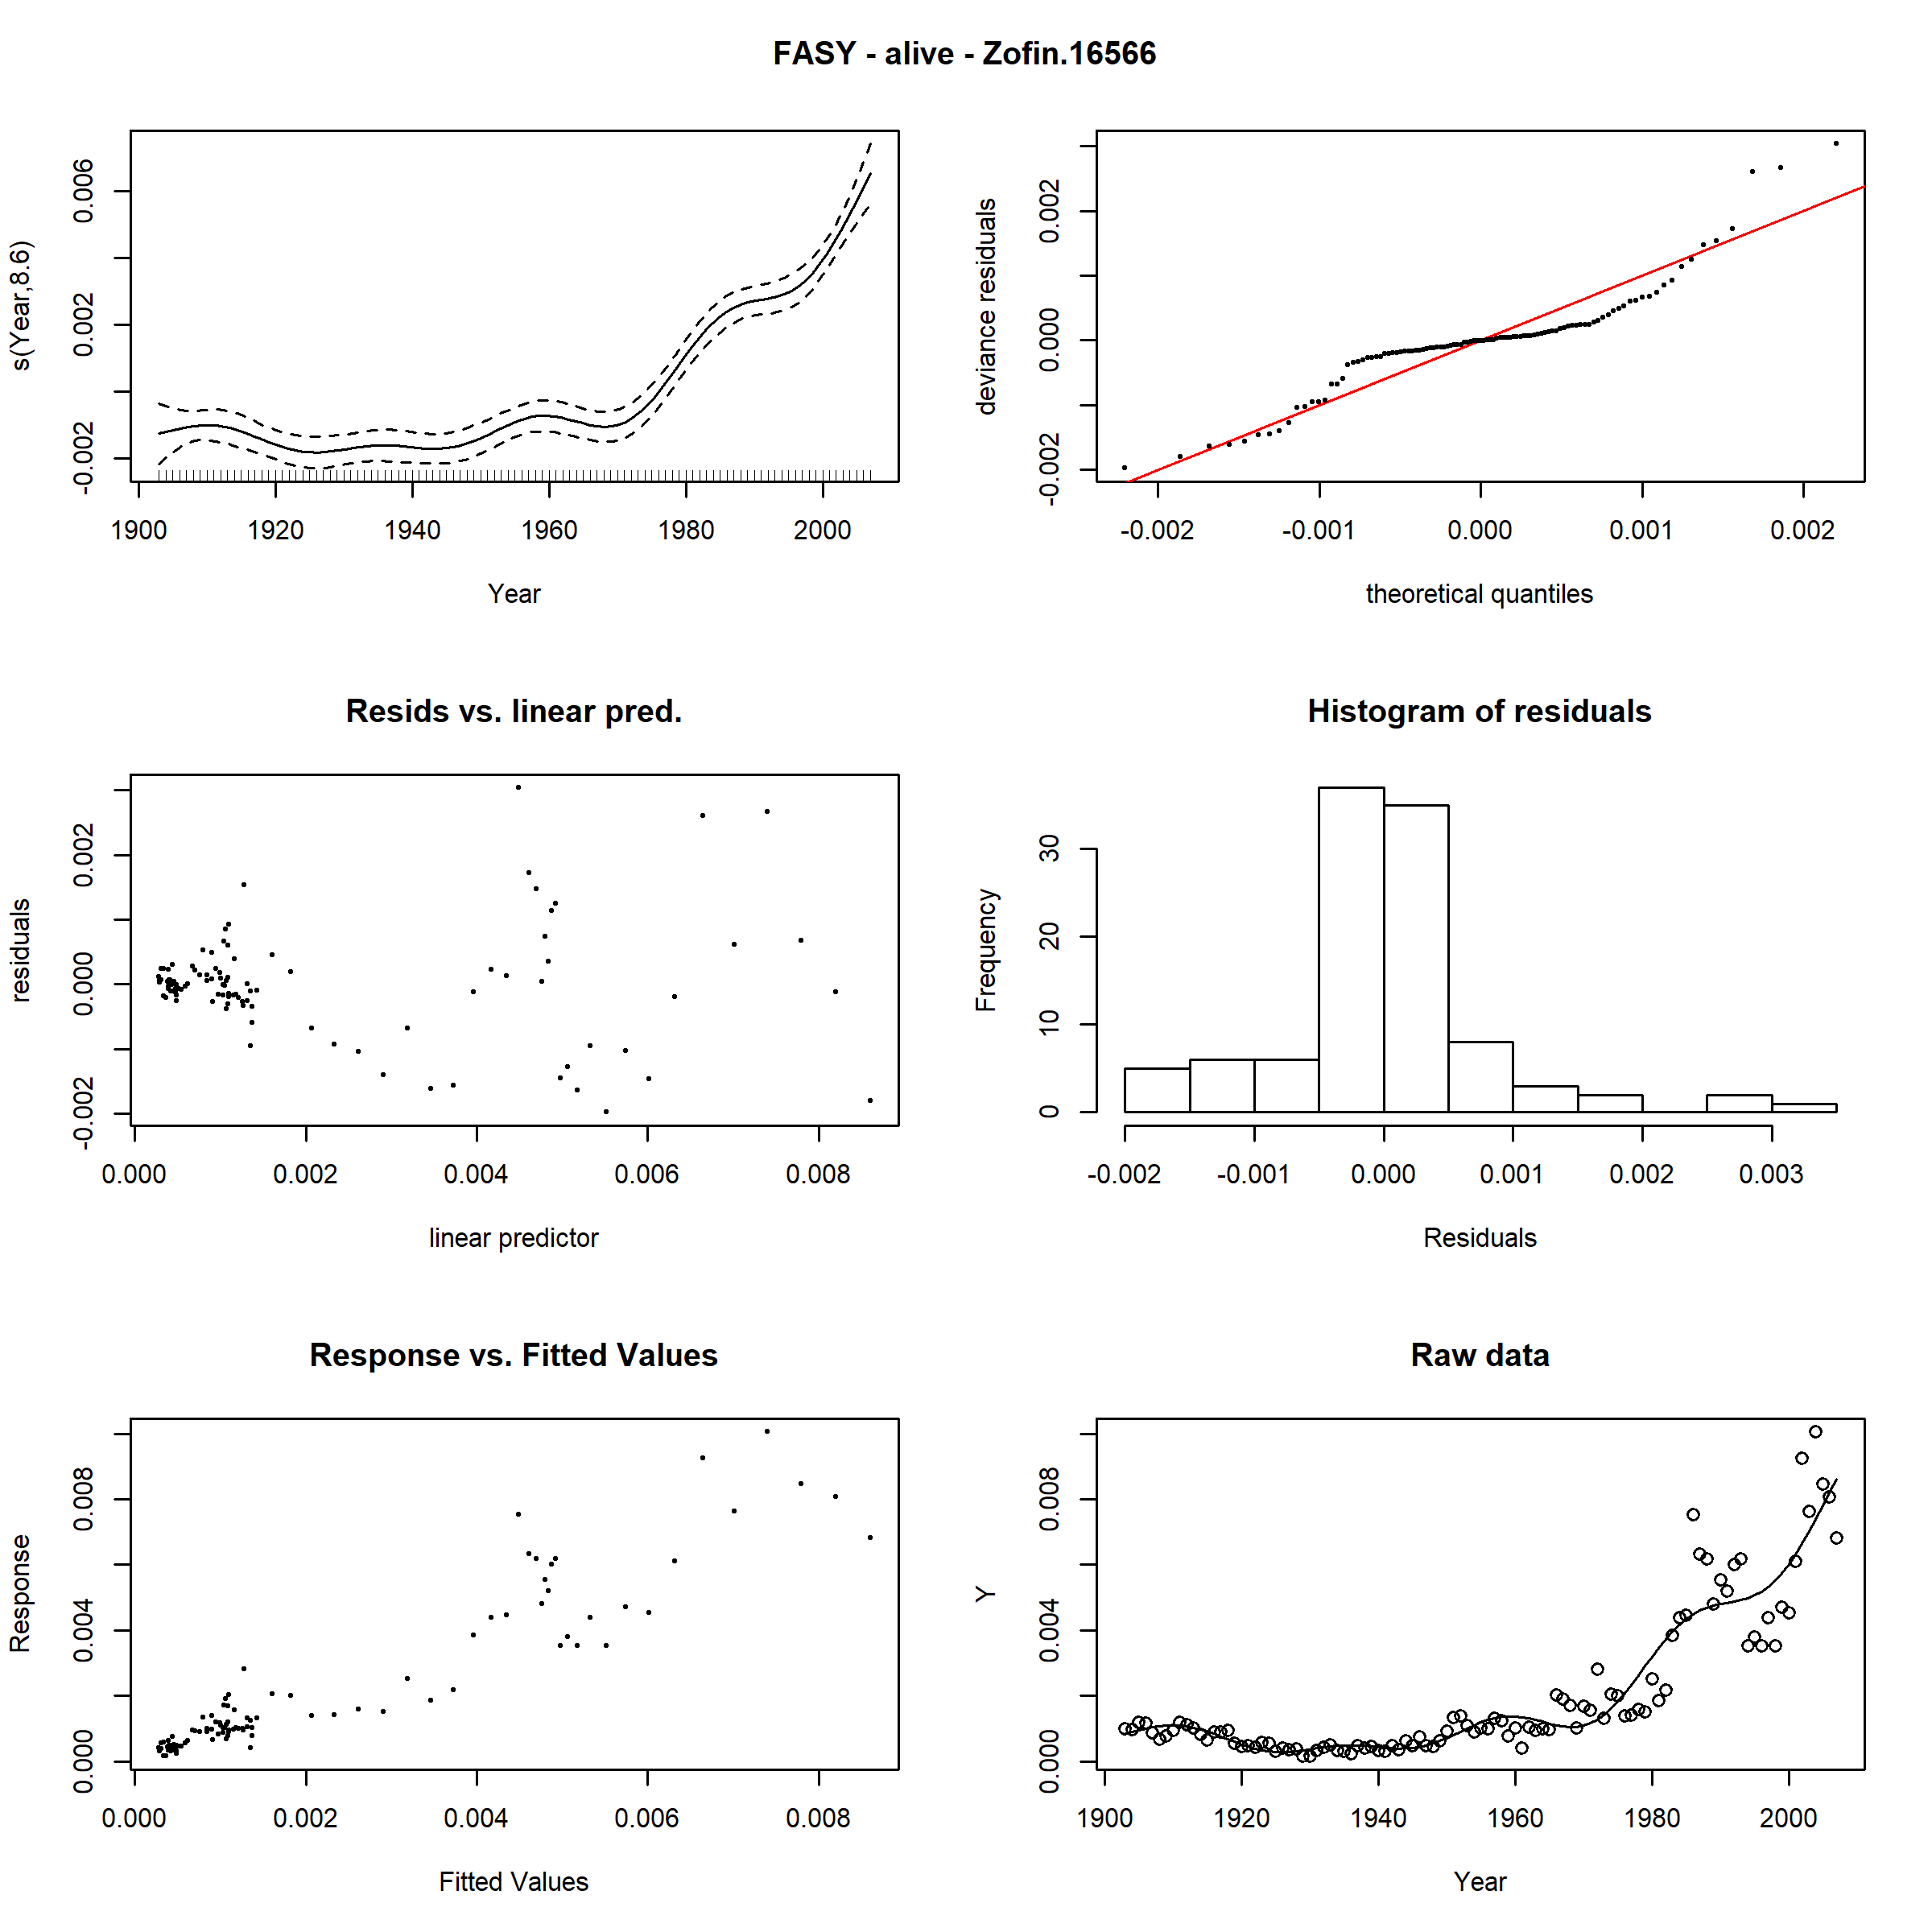 FASY - alive - Zofin.16566
s(Year,8.6)
-0.002 0.002 0.006
1900 1920 1940 1960 1980 2000
Year
deviance residuals
-0.002 0.000 0.002
-0.002 -0.001 0.000 0.001 0.002
theoretical quantiles
Resids vs. linear pred.
residuals
-0.002 0.000 0.002
0.000 0.002 0.004 0.006 0.008
linear predictor
Histogram of residuals
Frequency
0 10 20 30
-0.002 -0.001 0.000 0.001 0.002 0.003
Residuals
Response vs. Fitted Values
Response
0.000 0.004 0.008
0.000 0.002 0.004 0.006 0.008
Fitted Values
Raw data
Y
0.000 0.004 0.008
1900 1920 1940 1960 1980 2000
Year